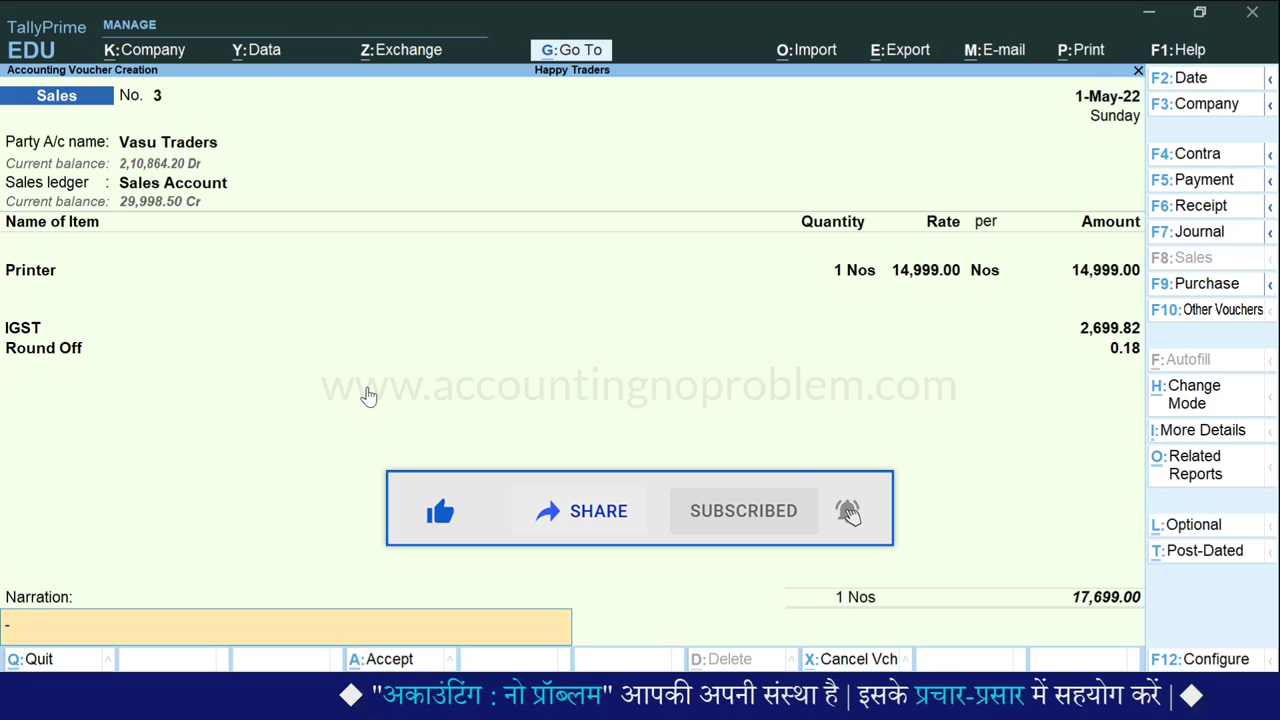 TallyPrime
EDU
MANAGE
K:Company Y:Data Z:Exchange G:Go To O:Import E:Export M:E-mail P:Print F1:Help
Accounting Voucher Creation Happy Traders
Sales No. 3 1-May-22
Sunday
Party A/c name: Vasu Traders
Current balance: 2,10,864.20 Dr
Sales ledger : Sales Account
Current balance: 29,998.50 Cr
Name of Item Quantity Rate per Amount
Printer 1 Nos 14,999.00 Nos 14,999.00
IGST 2,699.82
Round Off 0.18
www.accountingnoproblem.com
SHARE SUBSCRIBED
Narration: 1 Nos 17,699.00
-
Q:Quit A:Accept D:Delete X:Cancel Vch F12:Configure
F2:Date
F3:Company
F4:Contra
F5:Payment
F6:Receipt
F7:Journal
F8:Sales
F9:Purchase
F10:Other Vouchers
F:Autofill
H:Change
Mode
I:More Details
O:Related
Reports
L:Optional
T:Post-Dated
◆ "अकाउंटिंग : नो प्रॉब्लम" आपकी अपनी संस्था है | इसके प्रचार-प्रसार में सहयोग करें | ◆